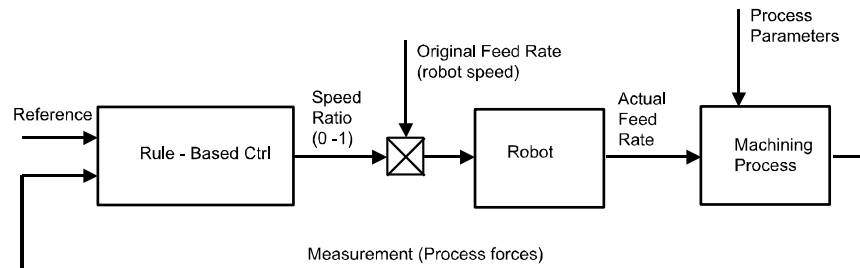 Process
Parameters
Original Feed Rate
(robot speed)
Speed
Ratio
(0 -1)
Actual
Feed
Rate
Reference
Rule - Based Ctrl
Robot
Machining
Process
Measurement (Process forces)